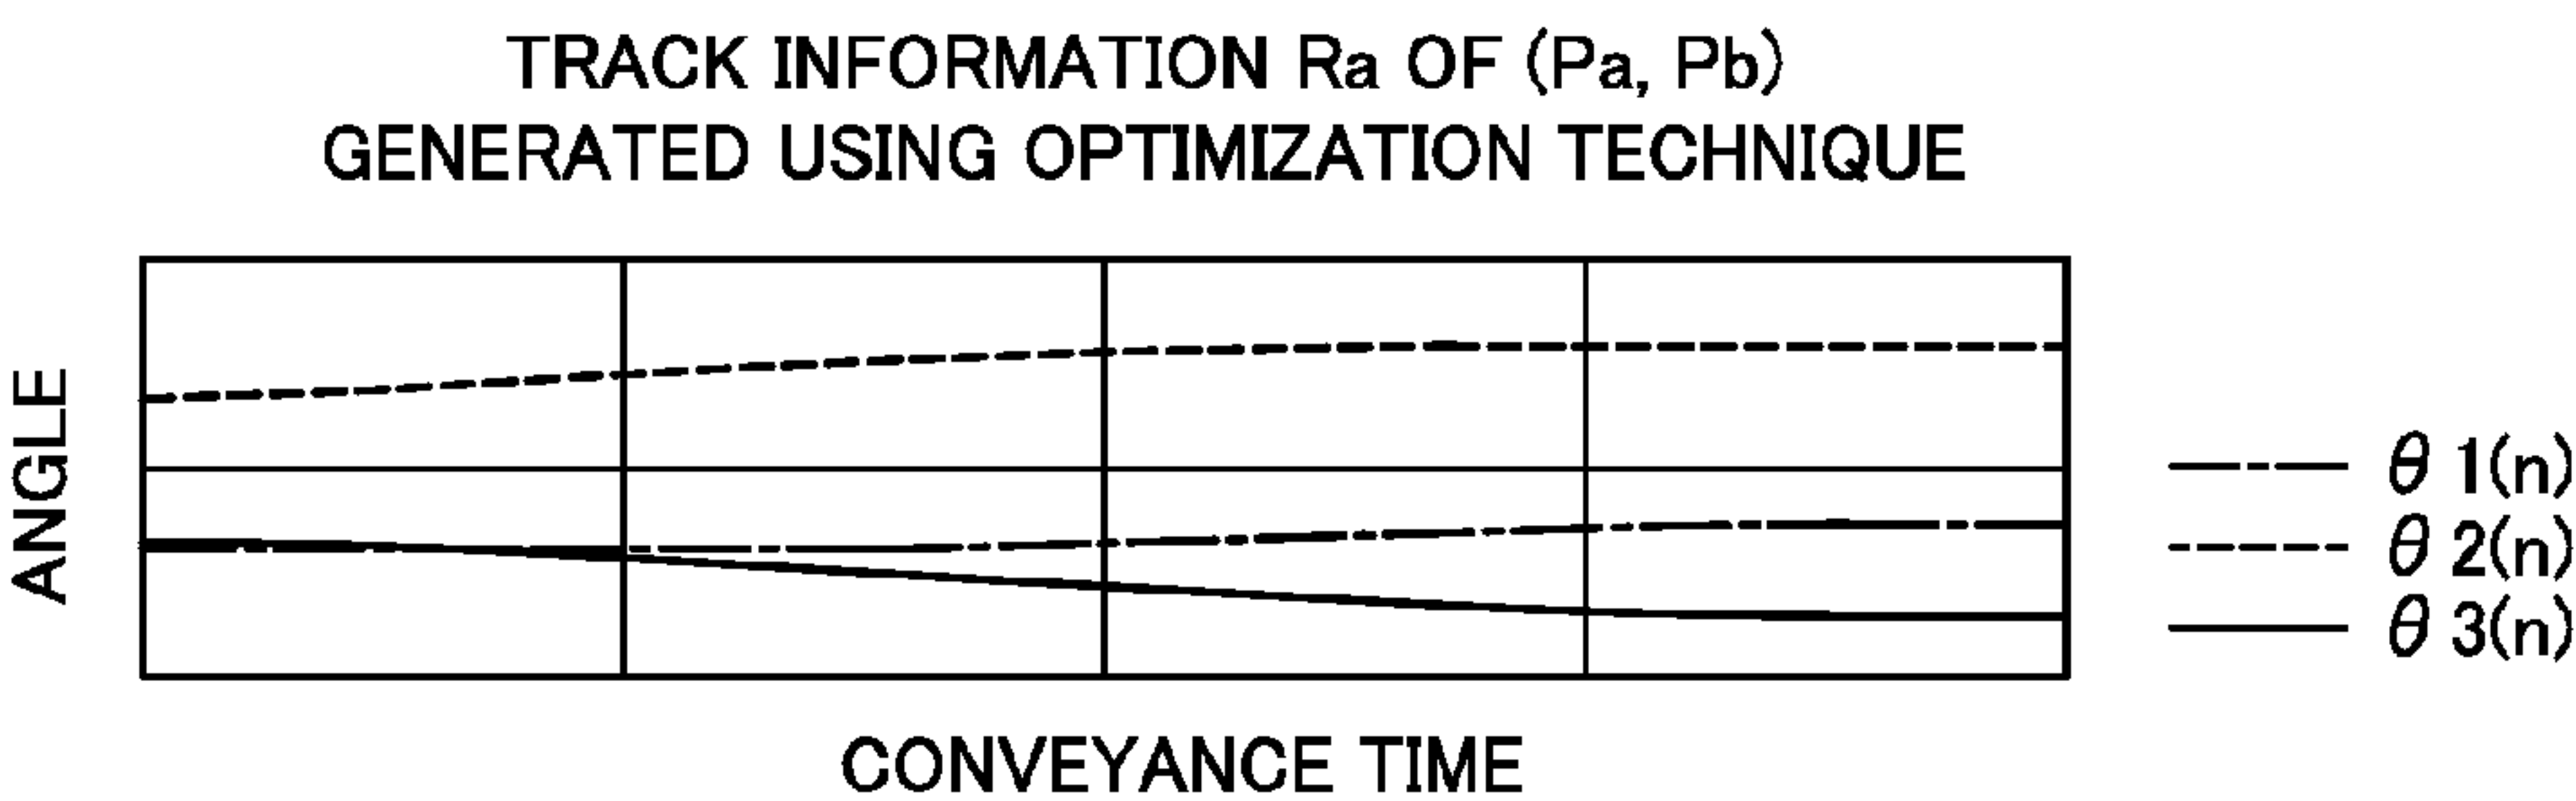 TRACK INFORMATION Ra OF (Pa, Pb)
GENERATED USING OPTIMIZATION TECHNIQUE
ANGLE
θ 1(n)
θ 2(n)
θ 3(n)
CONVEYANCE TIME